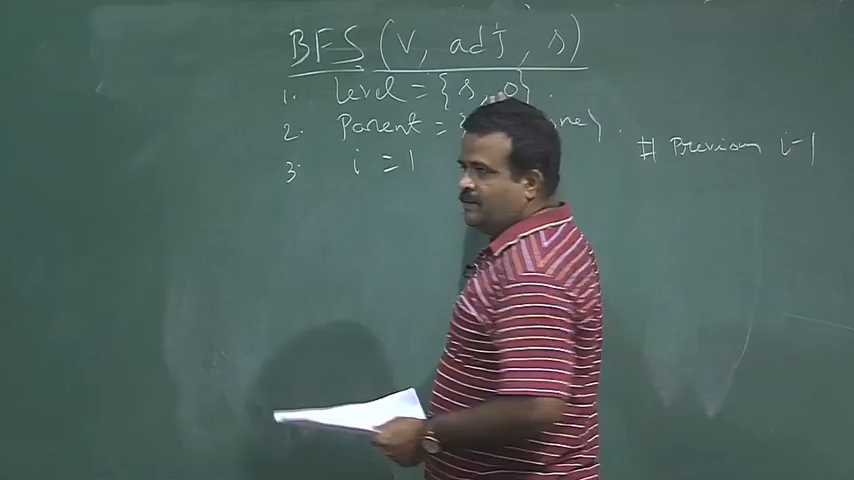 BFS (V, adj, s)
1. level = {s, 0}.
2. Parent = {
3. i = 1
# Previous i-1